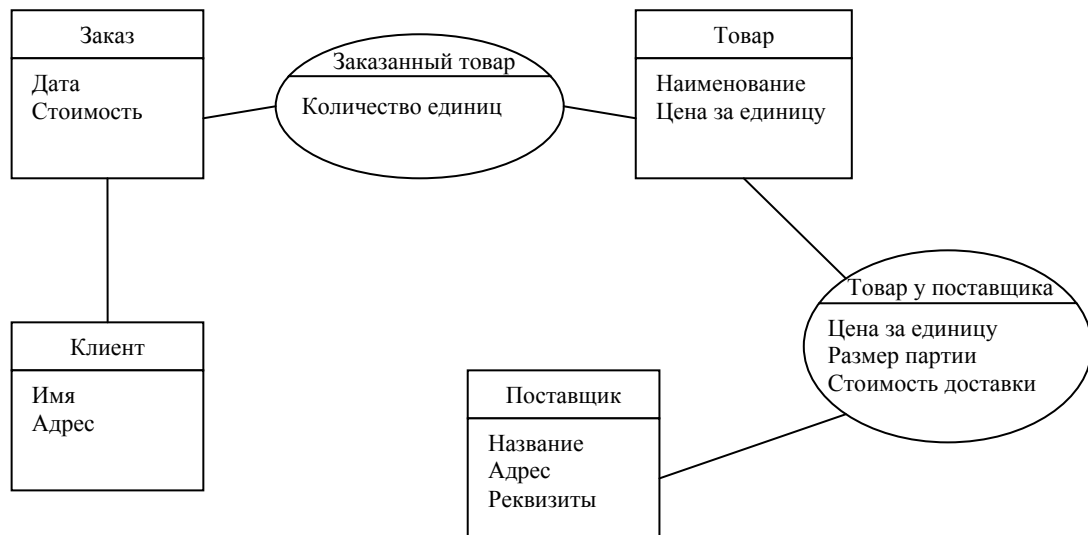 Заказ
Дата
Стоимость
Заказанный товар
Количество единиц
Товар
Наименование
Цена за единицу
Клиент
Имя
Адрес
Поставщик
Название
Адрес
Реквизиты
Товар у поставщика
Цена за единицу
Размер партии
Стоимость доставки